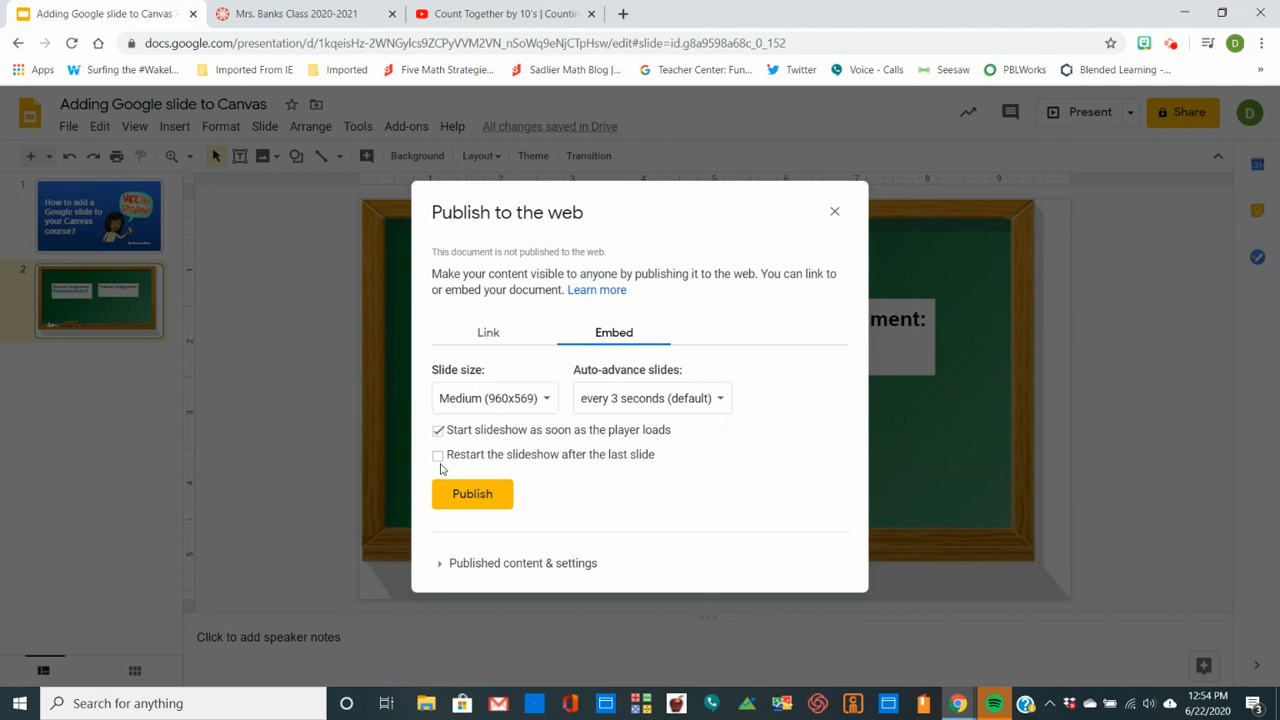 Adding Google slide to Canvas -
Mrs. Banks Class 2020-2021
Count Together by 10's | Countin
docs.google.com/presentation/d/1kqeisHz-2WNGylcs9ZCPyVVM2VN_nSoWq9eNjCTpHsw/edit#slide=id.g8a9598a68c_0_152
D
Apps
Surfing the #Wakel...
Imported From IE
Imported
Five Math Strategie...
Sadlier Math Blog |...
Teacher Center: Fun...
Twitter
Voice - Calls
Seesaw
PBLWorks
Blended Learning -...
»
Adding Google slide to Canvas
Present
Share
D
File Edit View Insert Format Slide Arrange Tools Add-ons Help All changes saved in Drive
Background Layout Theme Transition
1
How to add a
Google slide to
your Canvas
course?
2
7 8 9
ment:
Publish to the web
This document is not published to the web.
Make your content visible to anyone by publishing it to the web. You can link to
or embed your document. Learn more
Link Embed
Slide size: Auto-advance slides:
Medium (960x569) every 3 seconds (default)
Start slideshow as soon as the player loads
Restart the slideshow after the last slide
Publish
Published content & settings
Click to add speaker notes
Search for anything
12:54 PM
6/22/2020
3